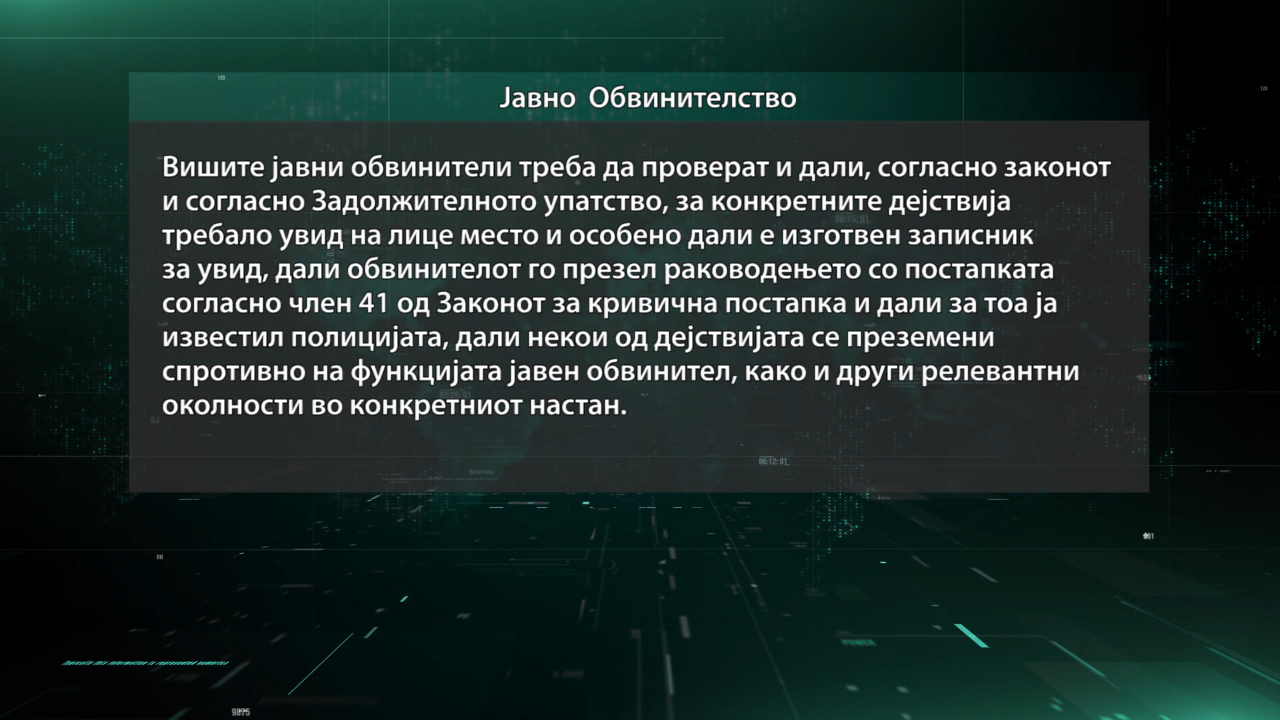 Јавно Обвинителство
Вишите јавни обвинители треба да проверат и дали, согласно законот
и согласно Задолжителното упатство, за конкретните дејствија
требало увид на лице место и особено дали е изготвен записник
за увид, дали обвинителот го презел раководењето со постапката
согласно член 41 од Законот за кривична постапка и дали за тоа ја
известил полицијата, дали некои од дејствијата се преземени
спротивно на функцијата јавен обвинител, како и други релевантни
околности во конкретниот настан.
POWER
9875